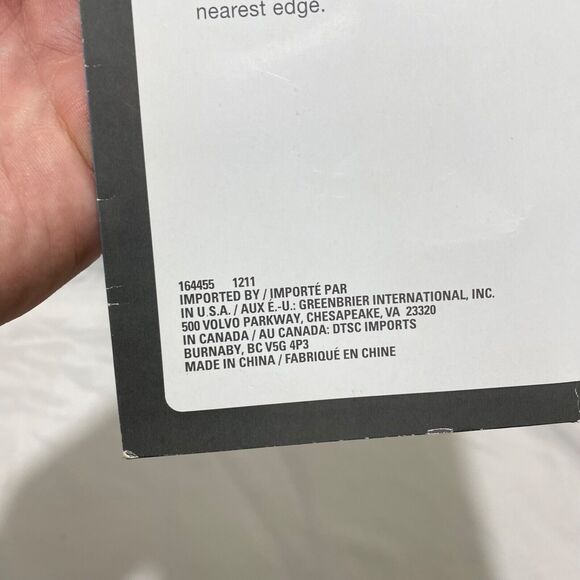 nearest edge.
164455 1211
IMPORTED BY / IMPORTÉ PAR
IN U.S.A. / AUX É.-U.: GREENBRIER INTERNATIONAL, INC.
500 VOLVO PARKWAY, CHESAPEAKE, VA 23320
IN CANADA / AU CANADA: DTSC IMPORTS
BURNABY, BC V5G 4P3
MADE IN CHINA / FABRIQUÉ EN CHINE